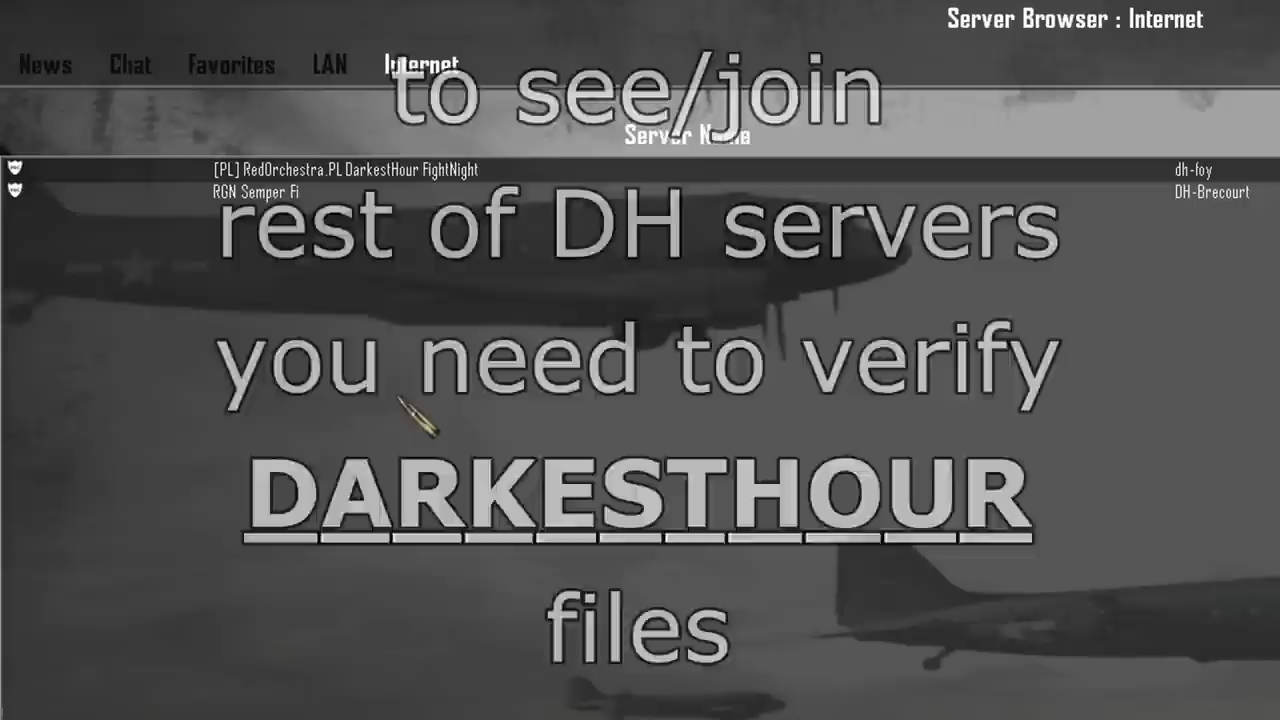 Server Browser : Internet
News Chat Favorites LAN Internet
to see/join
Server Name
[PL] RedOrchestra.PL DarkestHour FightNight dh-foy
RGN Semper Fi DH-Brecourt
rest of DH servers
you need to verify
DARKESTHOUR
files